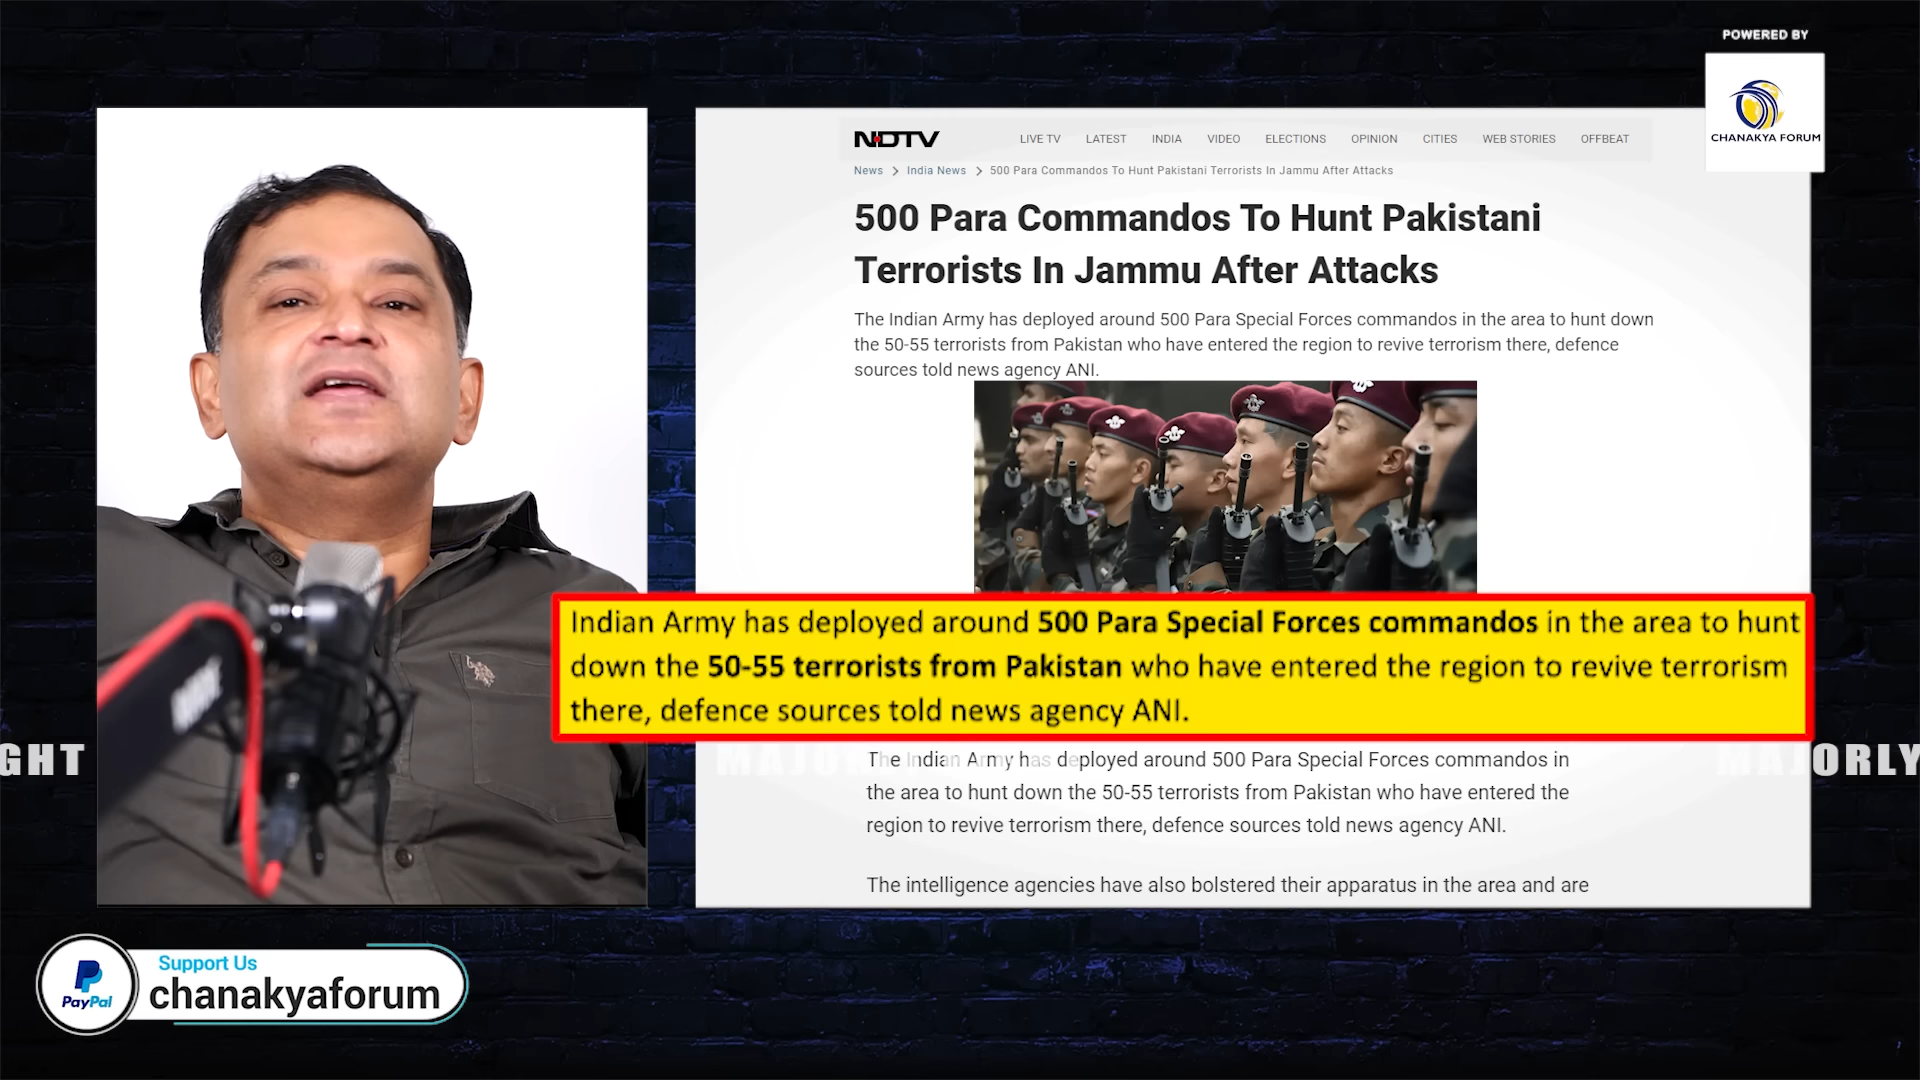 POWERED BY
CHANAKYA FORUM
NDTV
LIVE TV LATEST INDIA VIDEO ELECTIONS OPINION CITIES WEB STORIES OFFBEAT
News > India News > 500 Para Commandos To Hunt Pakistani Terrorists In Jammu After Attacks
500 Para Commandos To Hunt Pakistani
Terrorists In Jammu After Attacks
The Indian Army has deployed around 500 Para Special Forces commandos in the area to hunt down
the 50-55 terrorists from Pakistan who have entered the region to revive terrorism there, defence
sources told news agency ANI.
Indian Army has deployed around 500 Para Special Forces commandos in the area to hunt
down the 50-55 terrorists from Pakistan who have entered the region to revive terrorism
there, defence sources told news agency ANI.
GHT
MAJORLY
The Indian Army has deployed around 500 Para Special Forces commandos in
the area to hunt down the 50-55 terrorists from Pakistan who have entered the
region to revive terrorism there, defence sources told news agency ANI.
The intelligence agencies have also bolstered their apparatus in the area and are
PayPal
Support Us
chanakyaforum